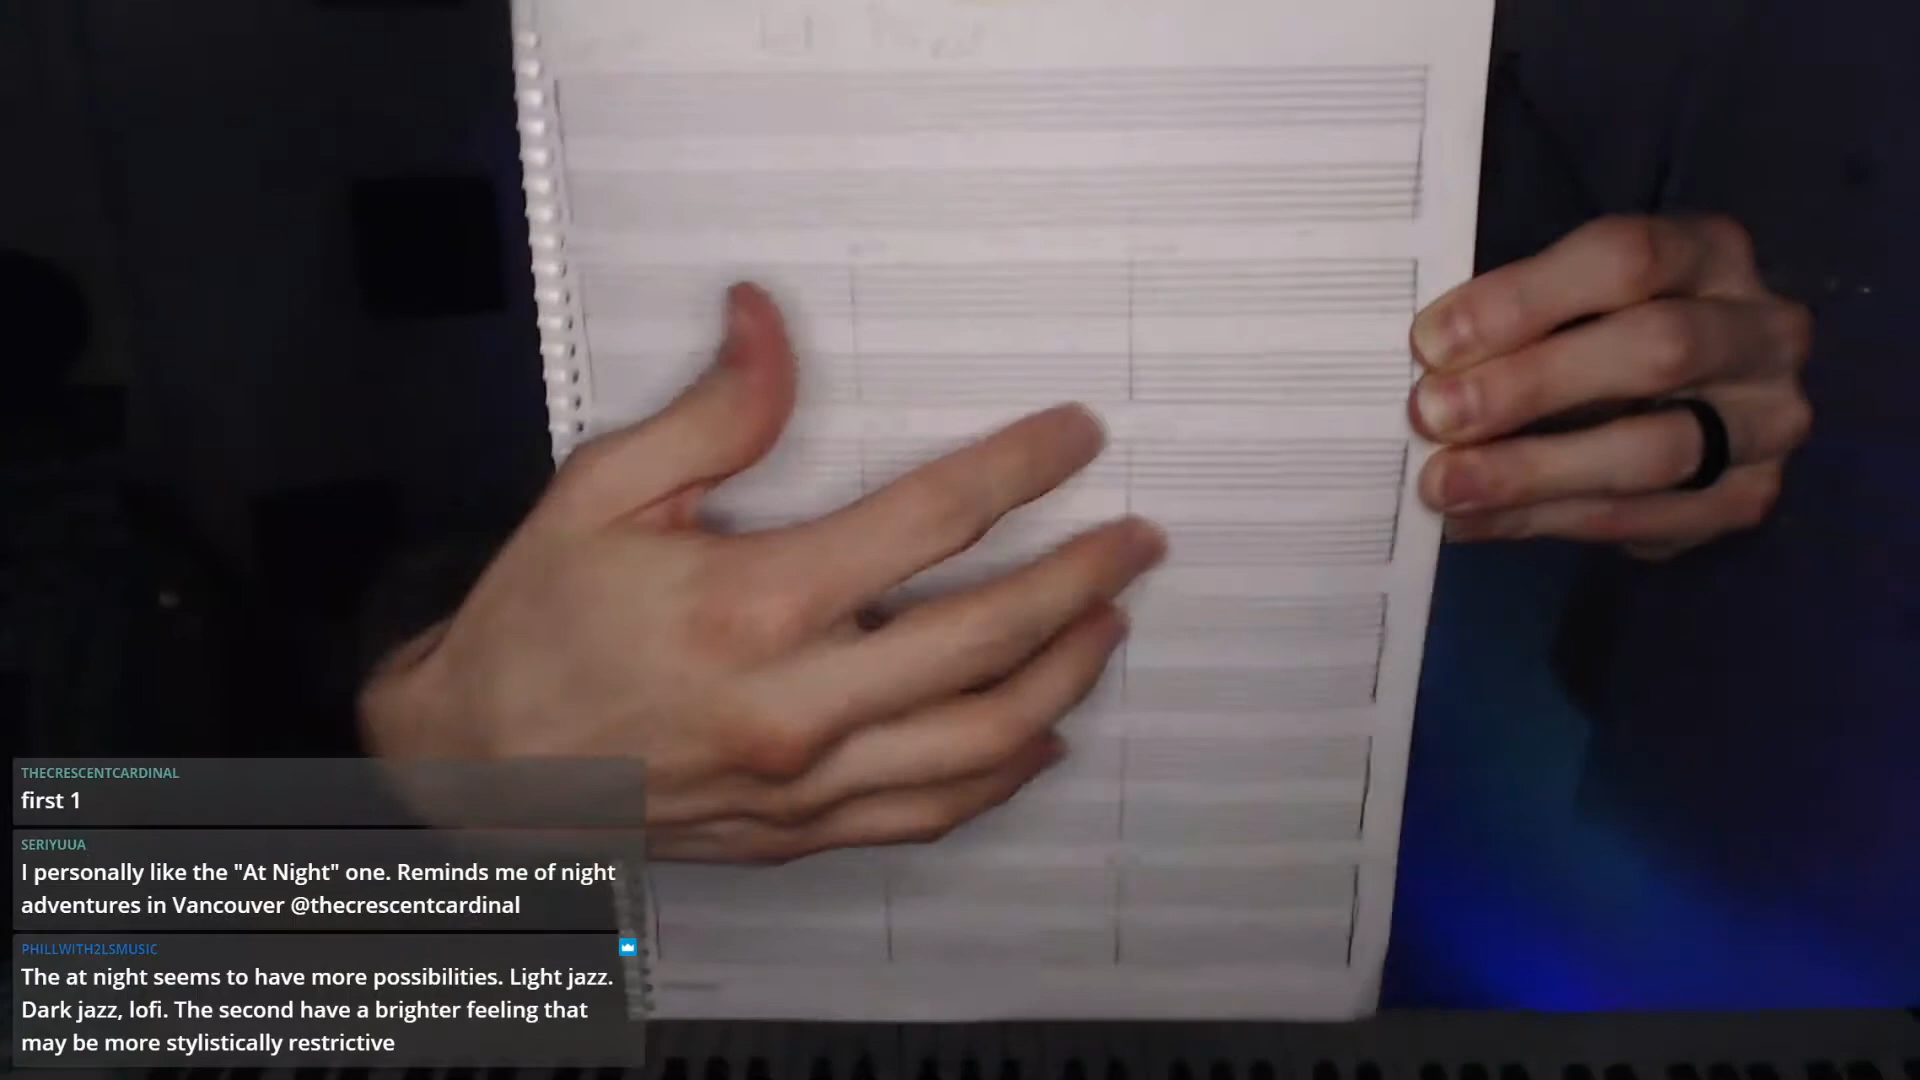 THECRESCENTCARDINAL
first 1
SERIYUUA
I personally like the "At Night" one. Reminds me of night
adventures in Vancouver @thecrescentcardinal
PHILLWITH2LSMUSIC
The at night seems to have more possibilities. Light jazz.
Dark jazz, lofi. The second have a brighter feeling that
may be more stylistically restrictive